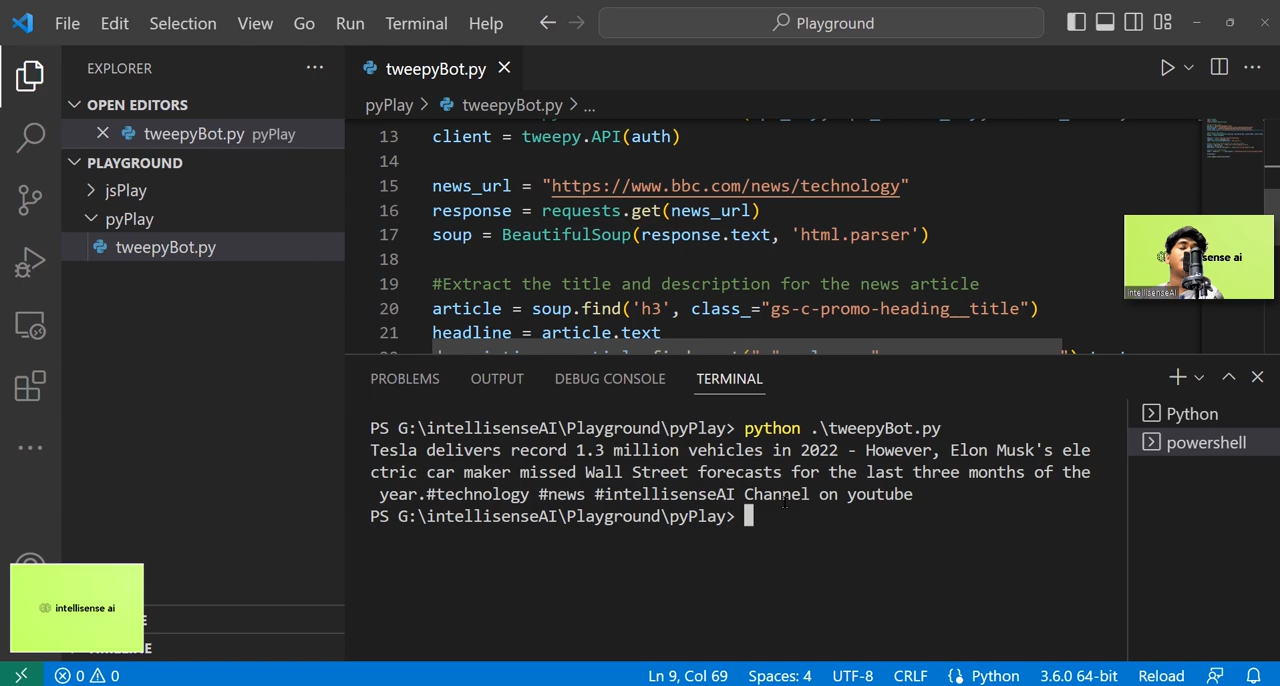 File Edit Selection View Go Run Terminal Help
Playground
EXPLORER
OPEN EDITORS
tweepyBot.py pyPlay
PLAYGROUND
jsPlay
pyPlay
tweepyBot.py
tweepyBot.py
pyPlay > tweepyBot.py > ...
13 client = tweepy.API(auth)
14
15 news_url = "https://www.bbc.com/news/technology"
16 response = requests.get(news_url)
17 soup = BeautifulSoup(response.text, 'html.parser')
18
19 #Extract the title and description for the news article
20 article = soup.find('h3', class_="gs-c-promo-heading__title")
21 headline = article.text
sense ai
intellisenseAI
PROBLEMS OUTPUT DEBUG CONSOLE TERMINAL
PS G:\intellisenseAI\Playground\pyPlay> python .\tweepyBot.py
Tesla delivers record 1.3 million vehicles in 2022 - However, Elon Musk's ele
ctric car maker missed Wall Street forecasts for the last three months of the
year.#technology #news #intellisenseAI Channel on youtube
PS G:\intellisenseAI\Playground\pyPlay>
Python
powershell
intellisense ai
0 0
Ln 9, Col 69 Spaces: 4 UTF-8 CRLF Python 3.6.0 64-bit Reload